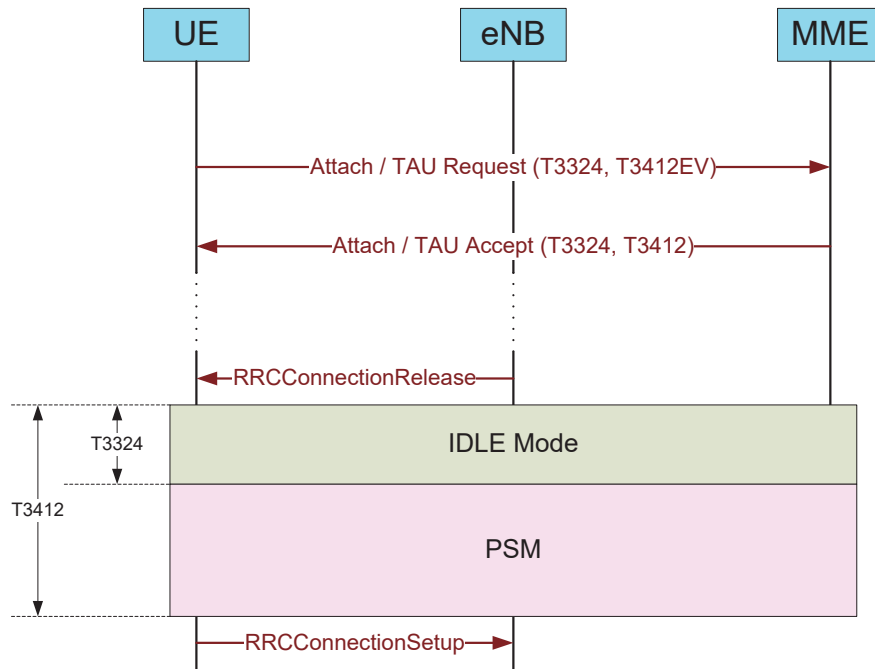 UE
eNB
MME
Attach / TAU Request (T3324, T3412EV)
Attach / TAU Accept (T3324, T3412)
RRCConnectionRelease
T3324
IDLE Mode
T3412
PSM
RRCConnectionSetup